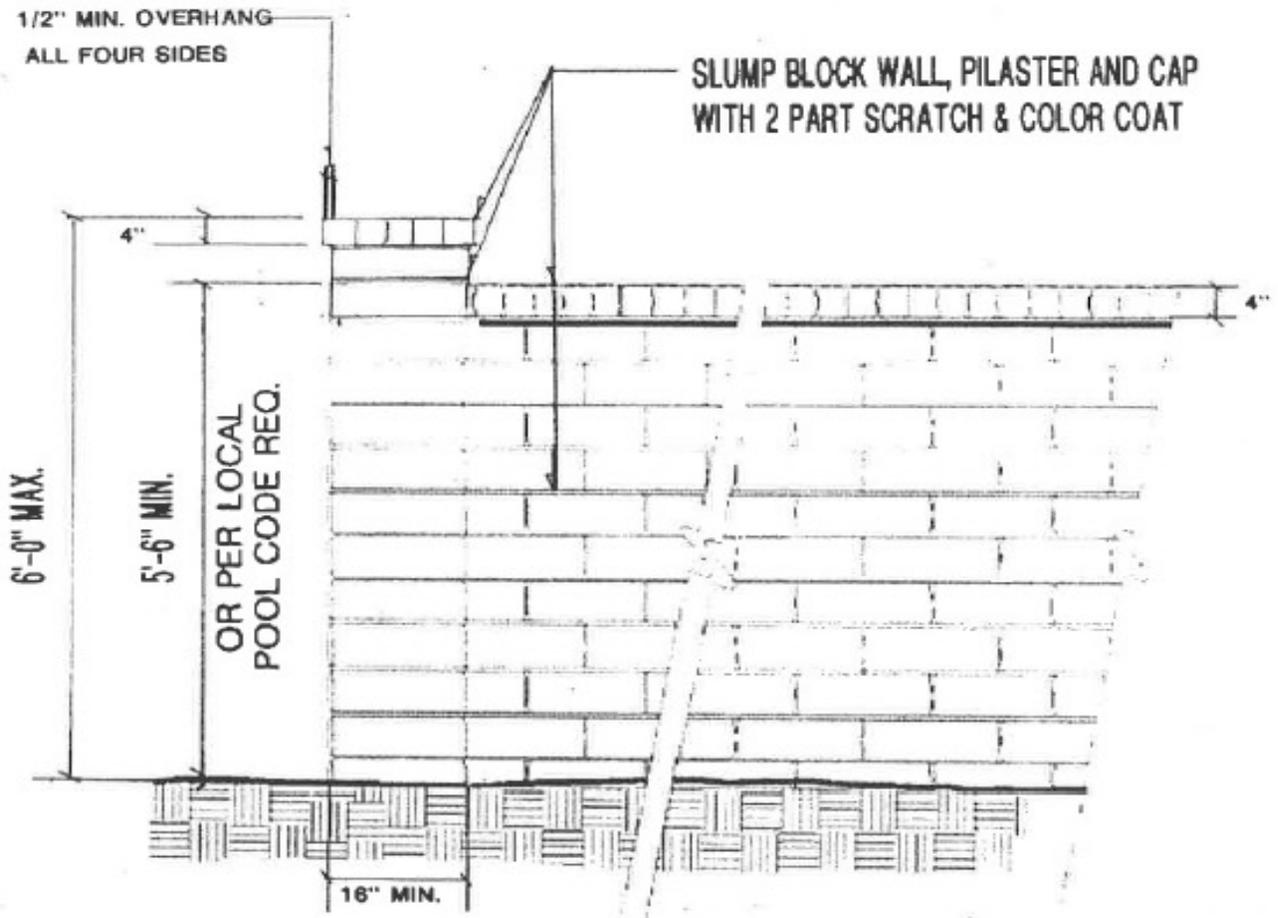 1/2" MIN. OVERHANG
ALL FOUR SIDES
SLUMP BLOCK WALL, PILASTER AND CAP
WITH 2 PART SCRATCH & COLOR COAT
4"
4"
6'-0" MAX.
5'-6" MIN.
OR PER LOCAL
POOL CODE REQ.
16" MIN.